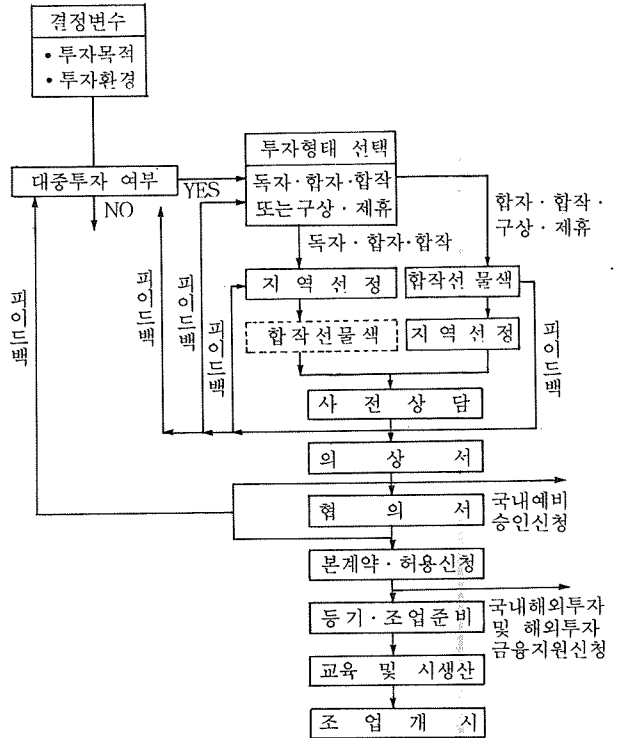 결정변수
• 투자목적
• 투자환경
투자형태 선택
대중투자 여부
YES
독자·합자·합작
또는구상·제휴
NO
합자·합작·
구상·제휴
독자·합자·합작
지역선정
합작선 물색
피이드백
피이드백
피이드백
피이드백
피이드백
합작선물색
지역선정
사전상담
의상서
국내예비
승인신청
협의서
본계약·허용신청
국내해외투자
및 해외투자
금융지원신청
등기·조업준비
교육 및 시생산
조업개시